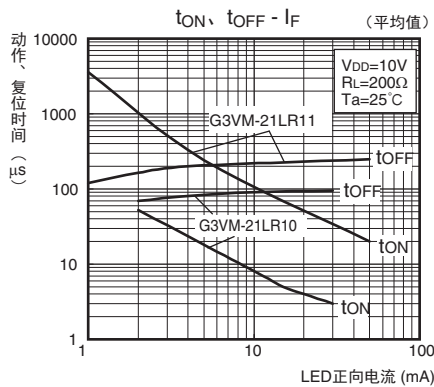 tON、tOFF - IF
(平均值)
动作、复位时间 (μs)
10000
1000
100
10
1
VDD=10V
RL=200Ω
Ta=25°C
G3VM-21LR11
tOFF
tOFF
G3VM-21LR10
tON
tON
1
10
100
(mA)
LED正向电流